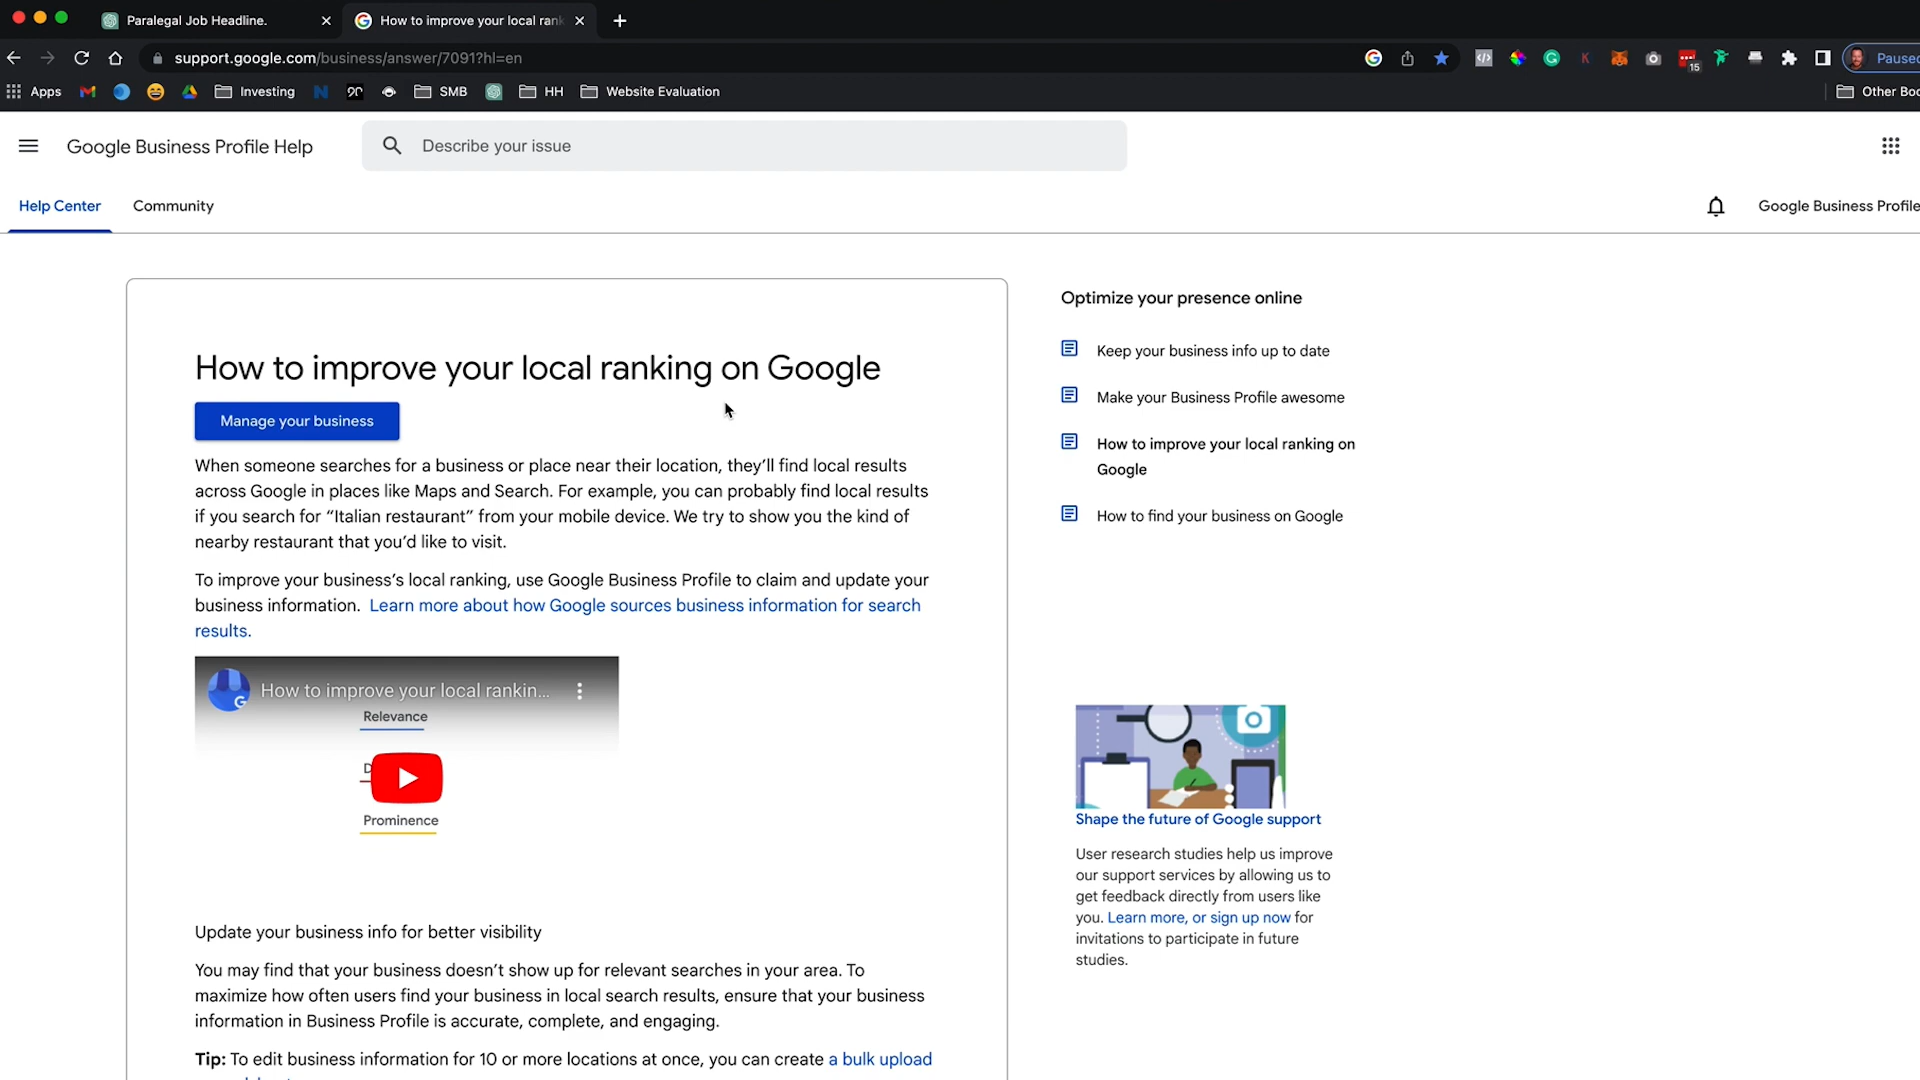 Paralegal Job Headline.
How to improve your local rank
support.google.com/business/answer/7091?hl=en
15
Paused
Apps
Investing
SMB
HH
Website Evaluation
Other Boo
Google Business Profile Help
Describe your issue
Help Center
Community
Google Business Profile
How to improve your local ranking on Google
Manage your business
When someone searches for a business or place near their location, they’ll find local results
across Google in places like Maps and Search. For example, you can probably find local results
if you search for “Italian restaurant” from your mobile device. We try to show you the kind of
nearby restaurant that you’d like to visit.
To improve your business’s local ranking, use Google Business Profile to claim and update your
business information. Learn more about how Google sources business information for search
results.
How to improve your local rankin...
Relevance
D
Prominence
Update your business info for better visibility
You may find that your business doesn’t show up for relevant searches in your area. To
maximize how often users find your business in local search results, ensure that your business
information in Business Profile is accurate, complete, and engaging.
Tip: To edit business information for 10 or more locations at once, you can create a bulk upload
Optimize your presence online
Keep your business info up to date
Make your Business Profile awesome
How to improve your local ranking on
Google
How to find your business on Google
Shape the future of Google support
User research studies help us improve
our support services by allowing us to
get feedback directly from users like
you. Learn more, or sign up now for
invitations to participate in future
studies.